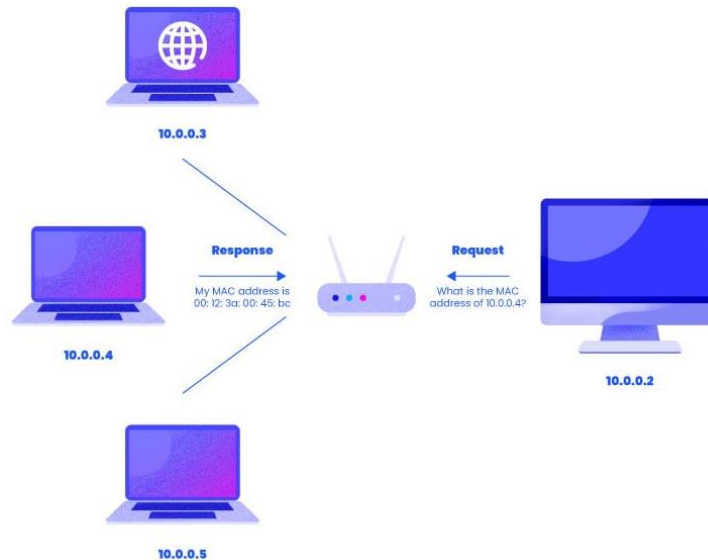 10.0.0.3
Response
My MAC address is
00: 12: 3a: 00: 45: bc
Request
What is the MAC
address of 10.0.0.4?
10.0.0.4
10.0.0.2
10.0.0.5